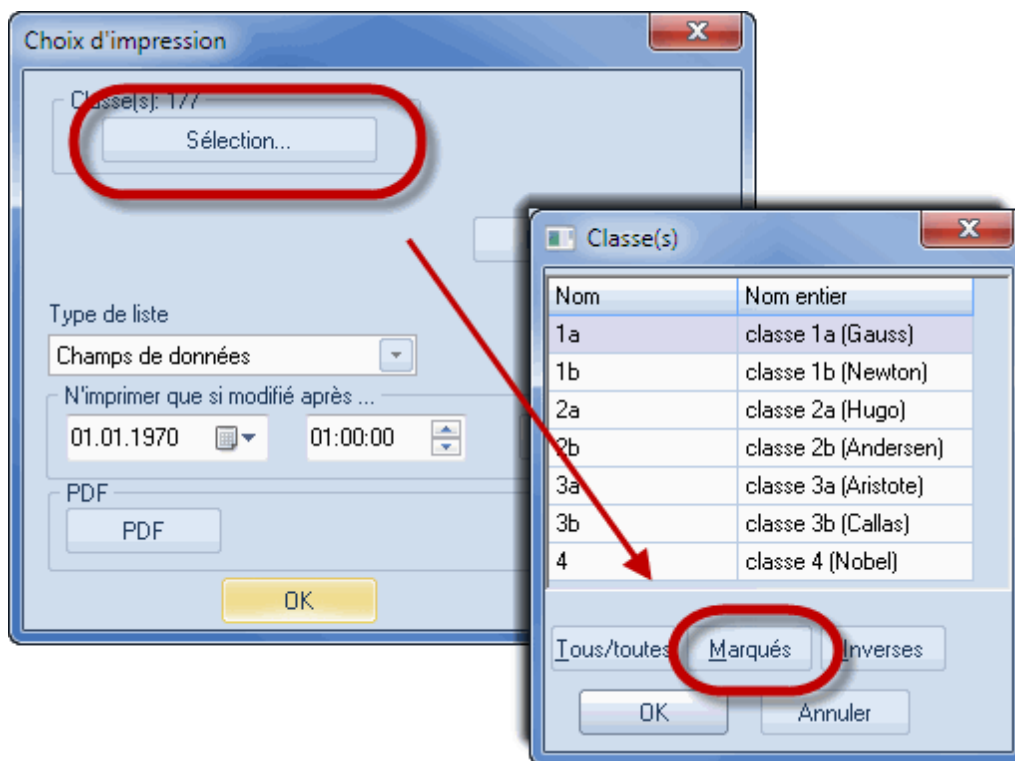 Choix d'impression
Classe(s): 177
Sélection...
Type de liste
Champs de données
N'imprimer que si modifié après ...
01.01.1970 01:00:00
PDF
PDF
OK
Classe(s)
Nom Nom entier
1a classe 1a (Gauss)
1b classe 1b (Newton)
2a classe 2a (Hugo)
2b classe 2b (Andersen)
3a classe 3a (Aristote)
3b classe 3b (Callas)
4 classe 4 (Nobel)
Tous/toutes Marqués Inverses
OK Annuler